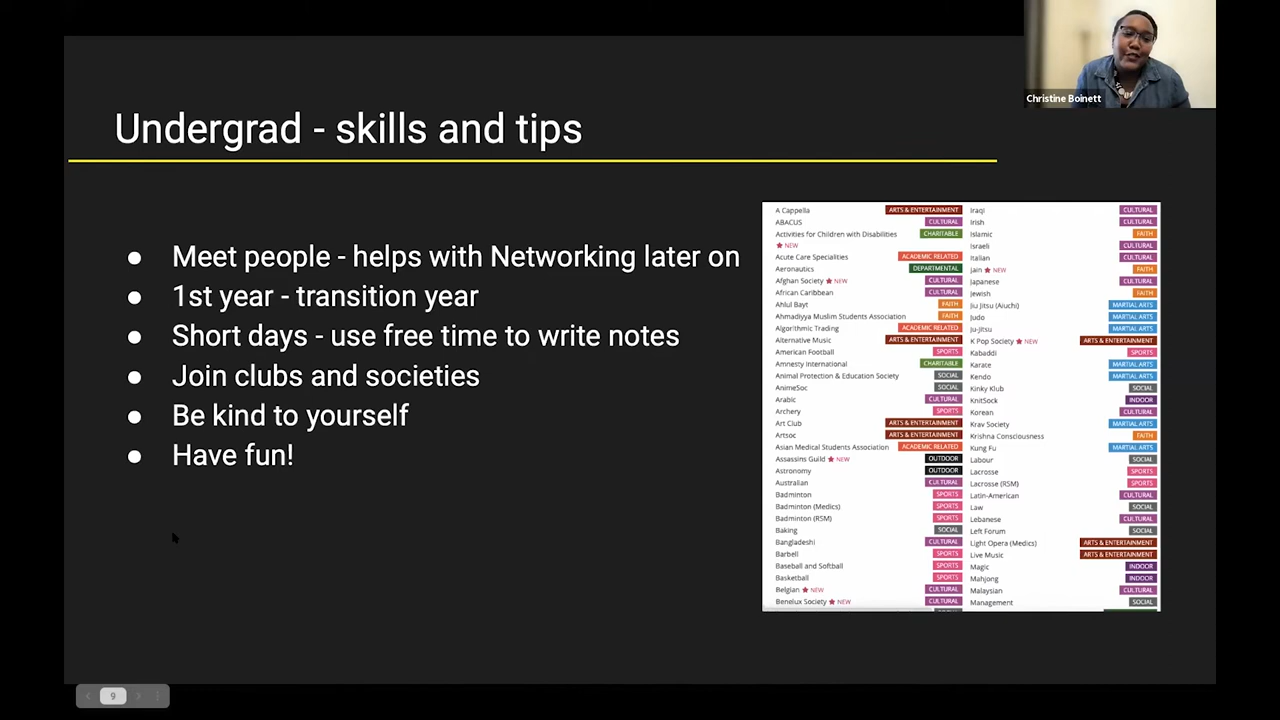 Christine Boinett
Undergrad - skills and tips
● Meet people - helps with Networking later on
● 1st year - transition year
● Short days - use free time to write notes
● Join clubs and societies
● Be kind to yourself
● Have fun!
A Cappella ARTS & ENTERTAINMENT
ABACUS CULTURAL
Activities for Children with Disabilities CHARITABLE
★ NEW
Acute Care Specialities ACADEMIC RELATED
Aeronautics DEPARTMENTAL
Afghan Society ★ NEW CULTURAL
African Caribbean CULTURAL
Ahlul Bayt FAITH
Ahmadiyya Muslim Students Association FAITH
Algorithmic Trading ACADEMIC RELATED
Alternative Music ARTS & ENTERTAINMENT
American Football SPORTS
Amnesty International CHARITABLE
Animal Protection & Education Society SOCIAL
AnimeSoc SOCIAL
Arabic CULTURAL
Archery SPORTS
Art Club ARTS & ENTERTAINMENT
Artsoc ARTS & ENTERTAINMENT
Asian Medical Students Association ACADEMIC RELATED
Assassins Guild ★ NEW OUTDOOR
Astronomy OUTDOOR
Australian CULTURAL
Badminton SPORTS
Badminton (Medics) SPORTS
Badminton (RSM) SPORTS
Baking SOCIAL
Bangladeshi CULTURAL
Barbell SPORTS
Baseball and Softball SPORTS
Basketball SPORTS
Belgian ★ NEW CULTURAL
Benelux Society ★ NEW CULTURAL
Iraqi CULTURAL
Irish CULTURAL
Islamic FAITH
Israeli CULTURAL
Italian CULTURAL
Jain ★ NEW FAITH
Japanese CULTURAL
Jewish FAITH
Jiu Jitsu (Aiuchi) MARTIAL ARTS
Judo MARTIAL ARTS
Ju-Jitsu MARTIAL ARTS
K Pop Society ★ NEW ARTS & ENTERTAINMENT
Kabaddi SPORTS
Karate MARTIAL ARTS
Kendo MARTIAL ARTS
Kinky Klub SOCIAL
KnitSock INDOOR
Korean CULTURAL
Krav Society MARTIAL ARTS
Krishna Consciousness FAITH
Kung Fu MARTIAL ARTS
Labour SOCIAL
Lacrosse SPORTS
Lacrosse (RSM) SPORTS
Latin-American CULTURAL
Law SOCIAL
Lebanese CULTURAL
Left Forum SOCIAL
Light Opera (Medics) ARTS & ENTERTAINMENT
Live Music ARTS & ENTERTAINMENT
Magic INDOOR
Mahjong INDOOR
Malaysian CULTURAL
Management SOCIAL
9